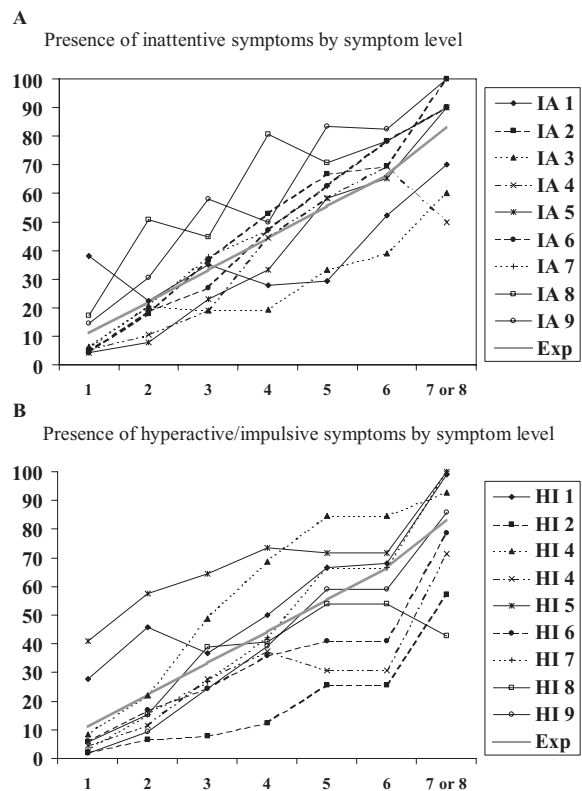 A
Presence of inattentive symptoms by symptom level
100
90
80
70
60
50
40
30
20
10
0
1 2 3 4 5 6 7 or 8
IA 1
IA 2
IA 3
IA 4
IA 5
IA 6
IA 7
IA 8
IA 9
Exp
B
Presence of hyperactive/impulsive symptoms by symptom level
100
90
80
70
60
50
40
30
20
10
0
1 2 3 4 5 6 7 or 8
HI 1
HI 2
HI 4
HI 4
HI 5
HI 6
HI 7
HI 8
HI 9
Exp